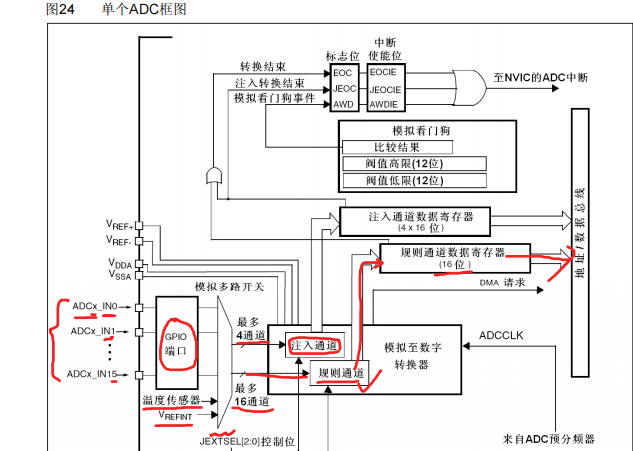 图24 单个ADC框图
中断
标志位 使能位
转换结束
EOC EOCIE
注入转换结束
JEOC JEOCIE
至NVIC的ADC中断
模拟看门狗事件
AWD AWDIE
模拟看门狗
比较结果
阀值高限(12位)
阀值低限(12位)
地址/数据总线
注入通道数据寄存器
(4 x 16 位)
VREF+
VREF-
规则通道数据寄存器
(16 位)
VDDA
VSSA
DMA 请求
模拟多路开关
ADCx_IN0
ADCx_IN1
GPIO
端口
最多
4通道
注入通道
模拟至数字
转换器
ADCCLK
ADCx_IN15
规则通道
最多
16通道
温度传感器
VREFINT
JEXTSEL[2:0]控制位
来自ADC预分频器